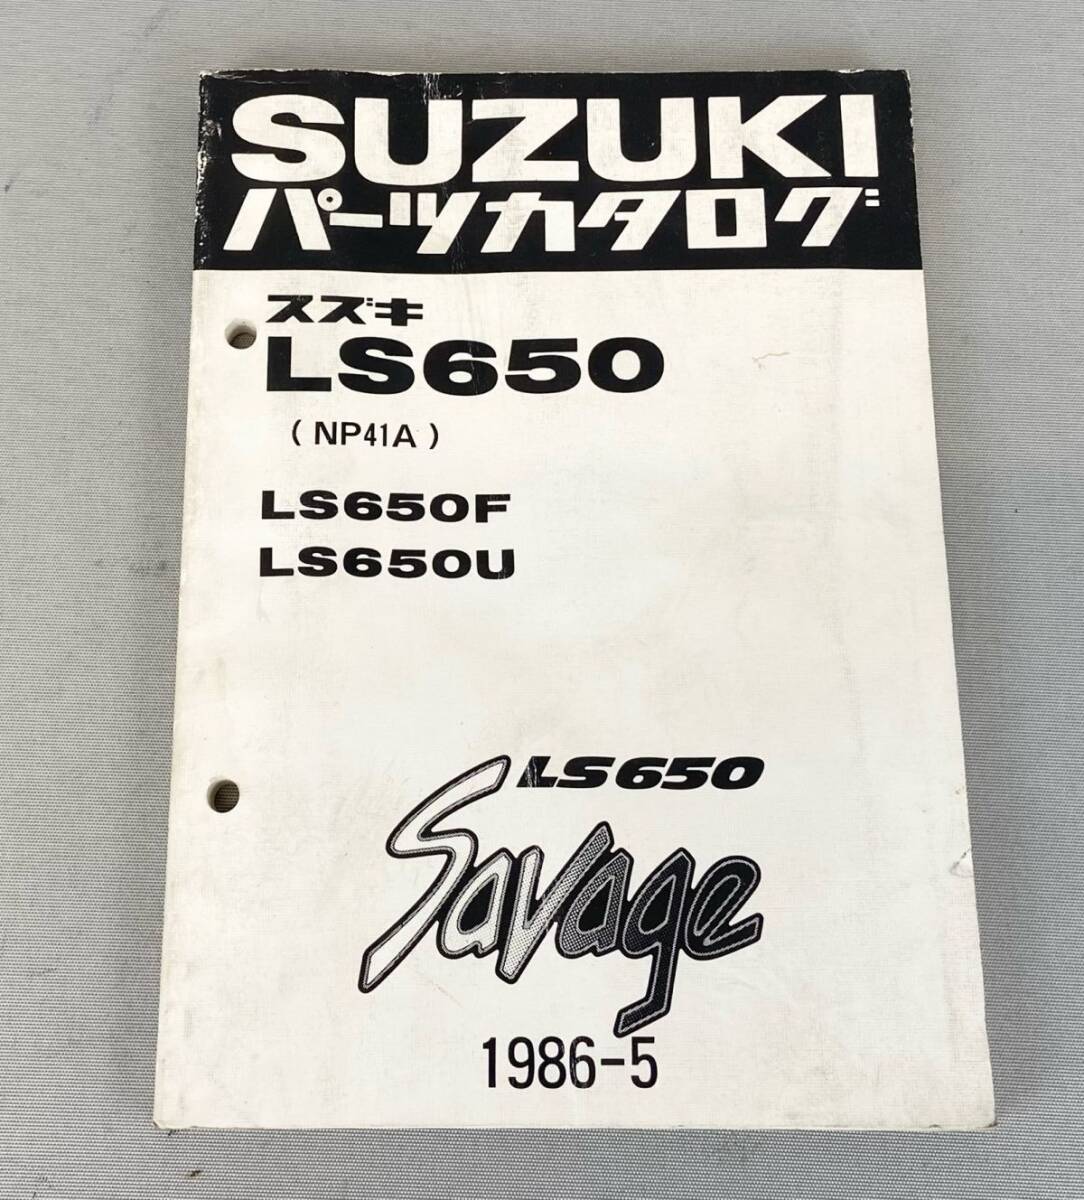 SUZUKI
パーツカタログ
スズキ
LS650
(NP41A)
LS650F
LS650U
LS650
Savage
1986-5